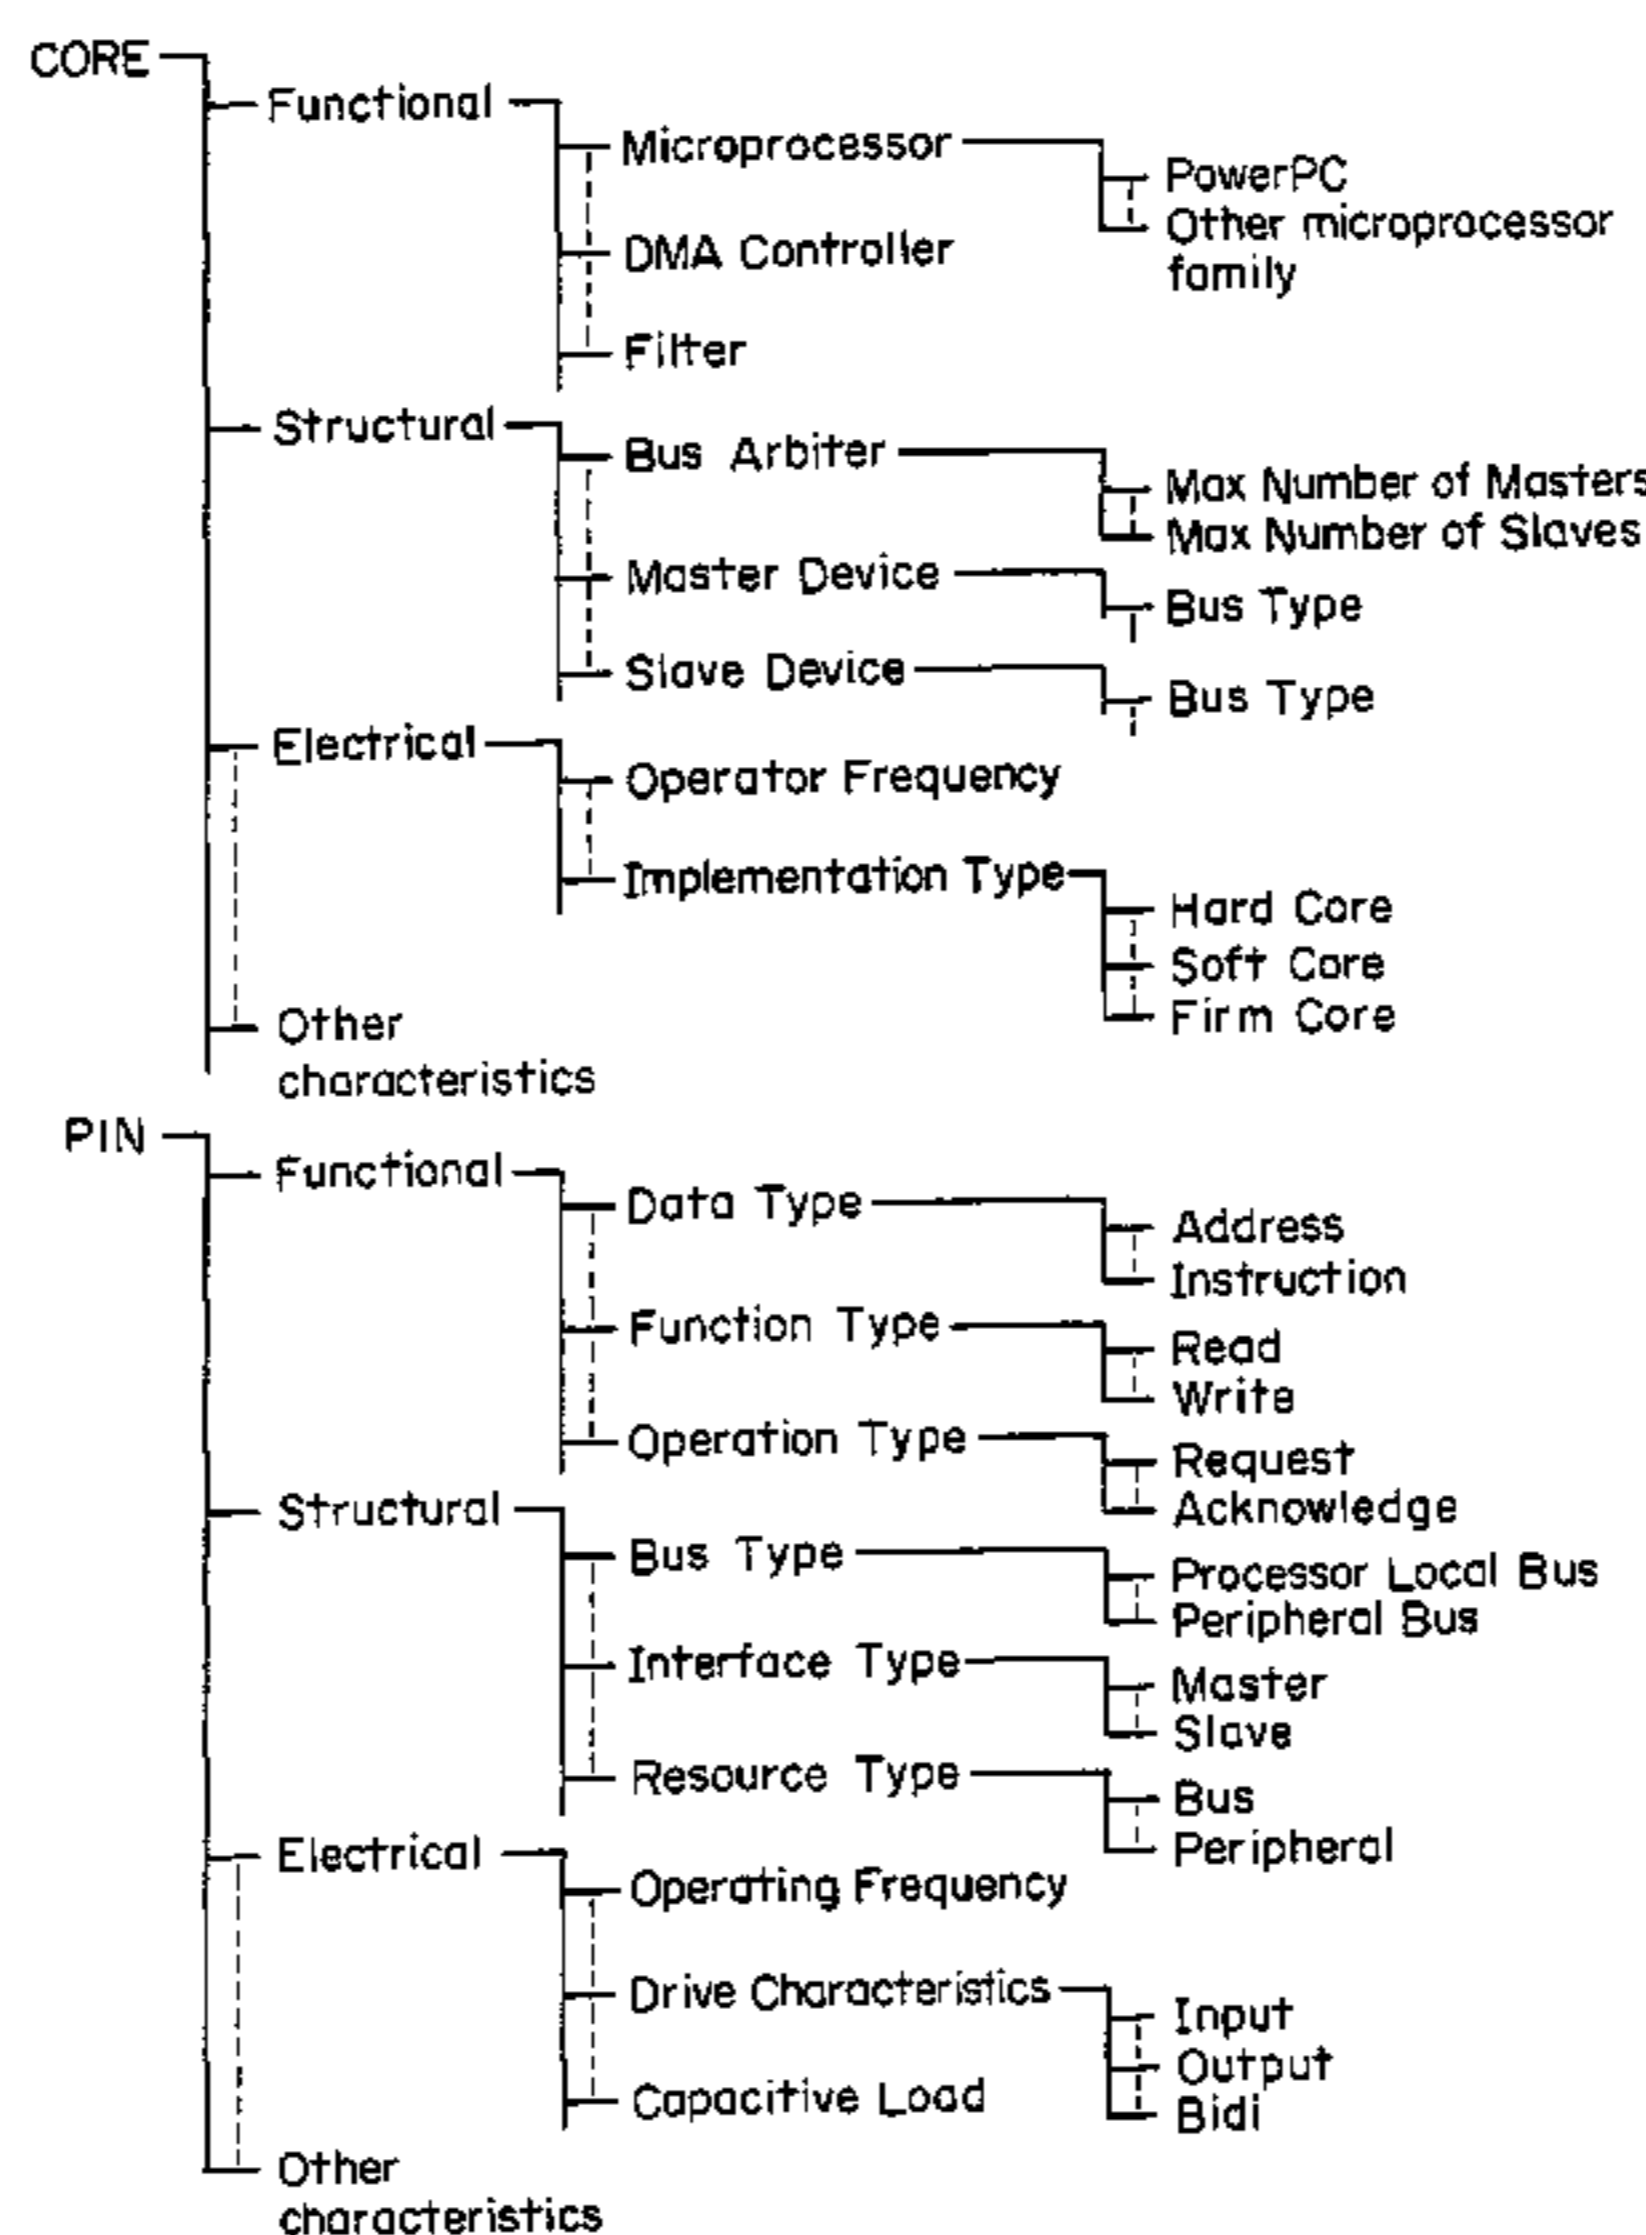 CORE
Functional
Microprocessor
PowerPC
Other microprocessor
family
DMA Controller
Filter
Structural
Bus Arbiter
Max Number of Masters
Max Number of Slaves
Master Device
Bus Type
Slave Device
Bus Type
Electrical
Operator Frequency
Implementation Type
Hard Core
Soft Core
Firm Core
Other
characteristics
PIN
Functional
Data Type
Address
Instruction
Function Type
Read
Write
Operation Type
Request
Acknowledge
Structural
Bus Type
Processor Local Bus
Peripheral Bus
Interface Type
Master
Slave
Resource Type
Bus
Peripheral
Electrical
Operating Frequency
Drive Characteristics
Input
Output
Bidi
Capacitive Load
Other
characteristics